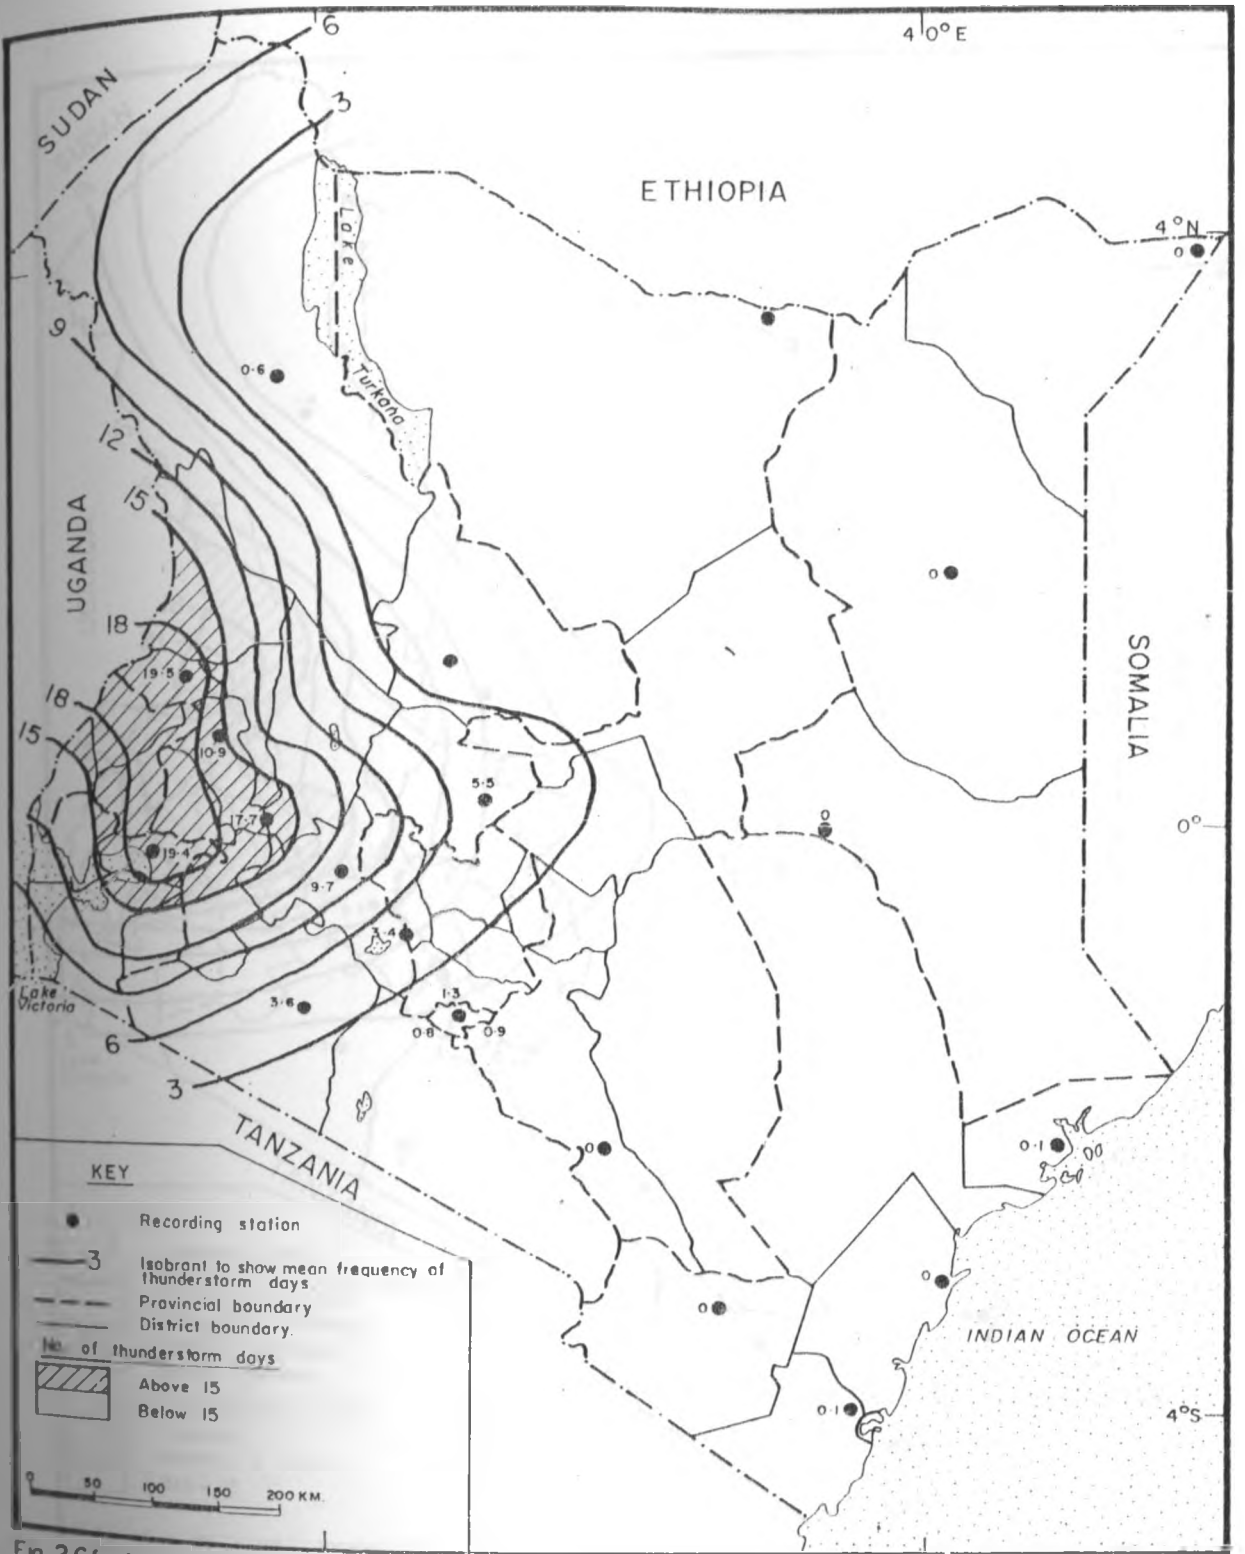 6
40°E
SUDAN
3
ETHIOPIA
4°N
0
Lake
Turkana
9
0·6
12
15
UGANDA
0
18
SOMALIA
19·5
18
15
10·9
5·5
17·7
0
0°
19·4
9·7
3·4
Lake
Victoria
3·6
1·3
0·8
0·9
6
3
TANZANIA
0
0·1
KEY
Recording station
3
Isobrant to show mean frequency of
thunderstorm days
Provincial boundary
District boundary.
No. of thunderstorm days
Above 15
Below 15
0
0
INDIAN OCEAN
0·1
4°S
0 50 100 150 200 KM.